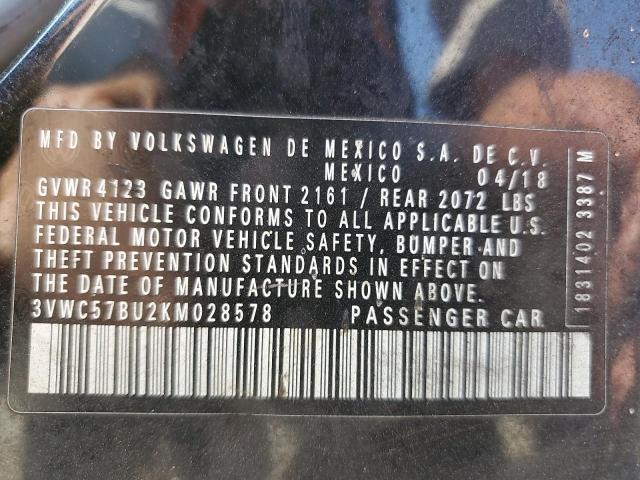 MFD BY VOLKSWAGEN DE MEXICO S.A. DE C.V.
MEXICO 04/18
GVWR 4123 GAWR FRONT 2161 / REAR 2072 LBS
THIS VEHICLE CONFORMS TO ALL APPLICABLE U.S.
FEDERAL MOTOR VEHICLE SAFETY, BUMPER AND
THEFT PREVENTION STANDARDS IN EFFECT ON
THE DATE OF MANUFACTURE SHOWN ABOVE.
3VWC57BU2KM028578 PASSENGER CAR
1831402 3387 M